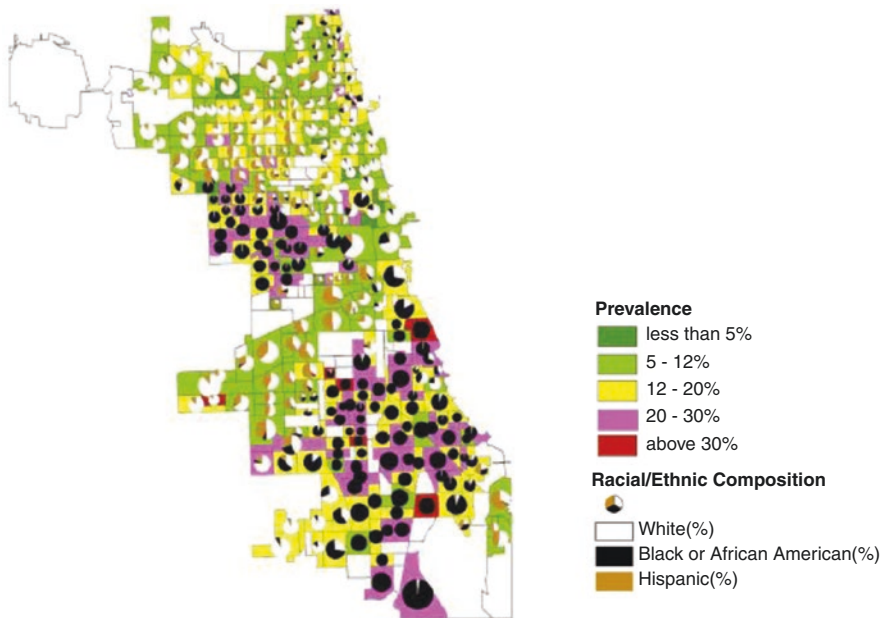 Prevalence
less than 5%
5 - 12%
12 - 20%
20 - 30%
above 30%
Racial/Ethnic Composition
White(%)
Black or African American(%)
Hispanic(%)